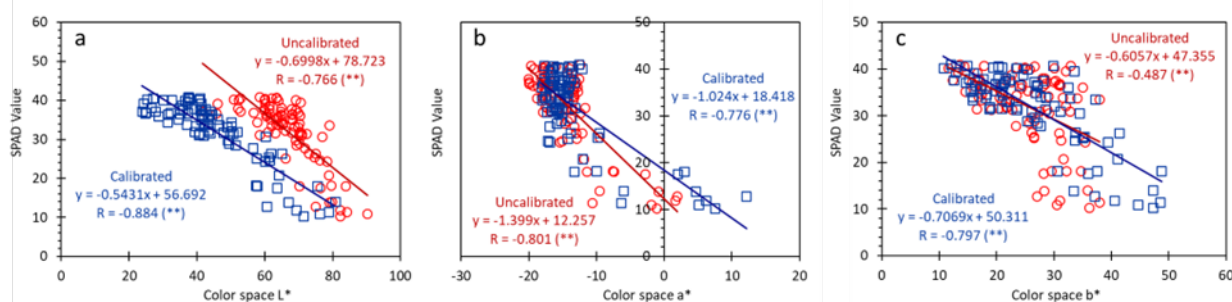 a
Uncalibrated
y = -0.6998x + 78.723
R = -0.766 (**)
Calibrated
y = -0.5431x + 56.692
R = -0.884 (**)
SPAD Value
60
50
40
30
20
10
0
0 20 40 60 80 100
Color space L*
b
Calibrated
y = -1.024x + 18.418
R = -0.776 (**)
Uncalibrated
y = -1.399x + 12.257
R = -0.801 (**)
SPAD Value
50
40
30
20
10
0
-30 -20 -10 0 10 20
Color space a*
c
Uncalibrated
y = -0.6057x + 47.355
R = -0.487 (**)
Calibrated
y = -0.7069x + 50.311
R = -0.797 (**)
SPAD Value
50
40
30
20
10
0
0 10 20 30 40 50 60
Color space b*